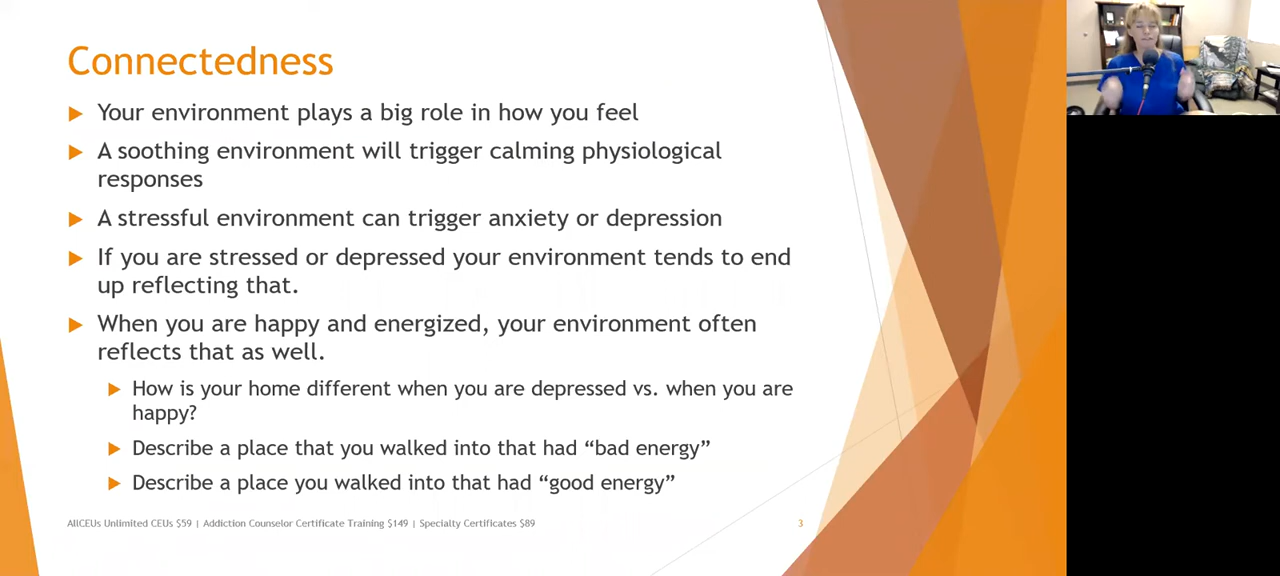 Connectedness
Your environment plays a big role in how you feel
A soothing environment will trigger calming physiological
responses
A stressful environment can trigger anxiety or depression
If you are stressed or depressed your environment tends to end
up reflecting that.
When you are happy and energized, your environment often
reflects that as well.
How is your home different when you are depressed vs. when you are
happy?
Describe a place that you walked into that had “bad energy”
Describe a place you walked into that had “good energy”
AllCEUs Unlimited CEUs $59 | Addiction Counselor Certificate Training $149 | Specialty Certificates $89
3